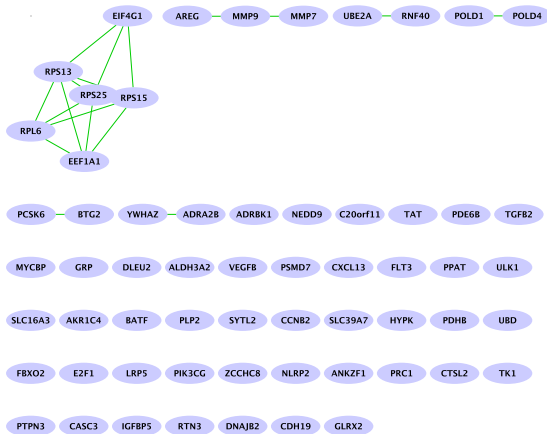 EIF4G1 AREG MMP9 MMP7 UBE2A RNF40 POLD1 POLD4
RPS13
RPS25 RPS15
RPL6
EEF1A1
PCSK6 BTG2 YWHAZ ADRA2B ADRBK1 NEDD9 C20orf11 TAT PDE6B TGFB2
MYCBP GRP DLEU2 ALDH3A2 VEGFB PSMD7 CXCL13 FLT3 PPAT ULK1
SLC16A3 AKR1C4 BATF PLP2 SYTL2 CCNB2 SLC39A7 HYPK PDHB UBD
FBXO2 E2F1 LRP5 PIK3CG ZCCHC8 NLRP2 ANKZF1 PRC1 CTSL2 TK1
PTPN3 CASC3 IGFBP5 RTN3 DNAJB2 CDH19 GLRX2